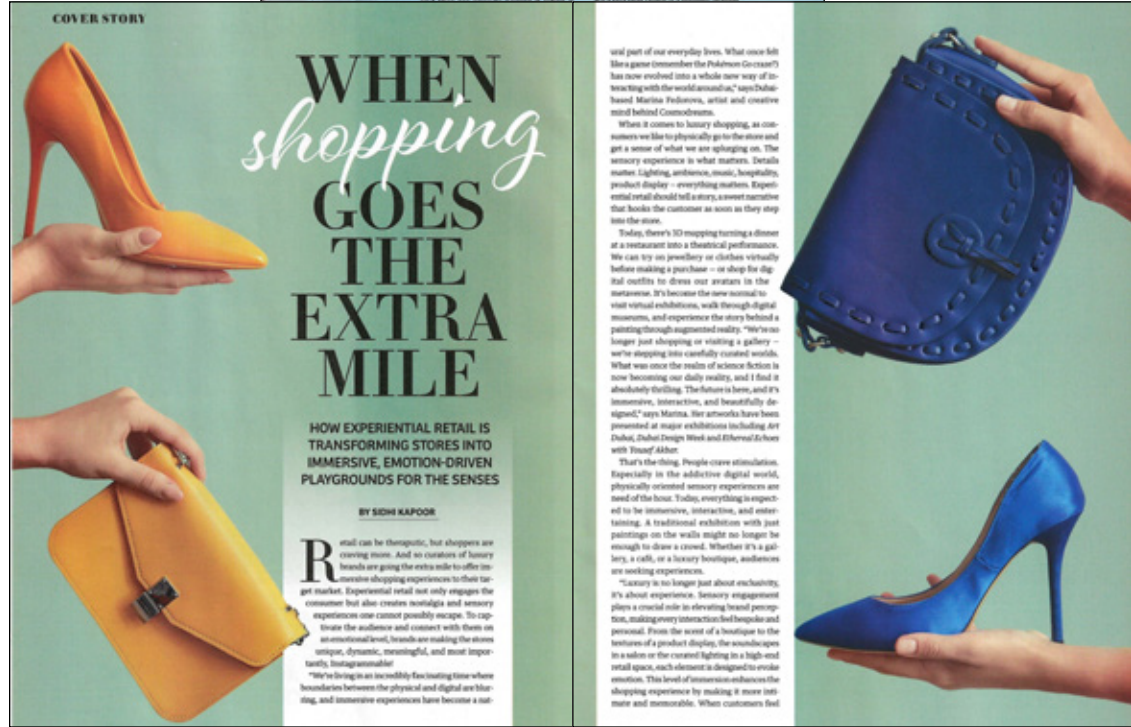 COVER STORY
WHEN
shopping
GOES
THE
EXTRA
MILE
HOW EXPERIENTIAL RETAIL IS
TRANSFORMING STORES INTO
IMMERSIVE, EMOTION-DRIVEN
PLAYGROUNDS FOR THE SENSES
BY SIDHI KAPOOR
Retail can be theraputic, but shoppers are
craving more. And so curators of luxury
brands are going the extra mile to offer im-
mersive shopping experiences to their tar-
get market. Experiential retail not only engages the
consumer but also creates nostalgia and sensory
experiences one cannot possibly escape. To cap-
tivate the audience and connect with them on
an emotional level, brands are making the stores
unique, dynamic, meaningful, and most impor-
tantly, Instagrammable!
"We're living in an incredibly fascinating time where
boundaries between the physical and digital are blur-
ring, and immersive experiences have become a nat-
ural part of our everyday lives. What once felt
like a game (remember the Pokémon Go craze?)
has now evolved into a whole new way of in-
teracting with the world around us," says Dubai-
based Marina Fedorova, artist and creative
mind behind Cosmodreams.
When it comes to luxury shopping, as con-
sumers we like to physically go to the store and
get a sense of what we are splurging on. The
sensory experience is what matters. Details
matter. Lighting, ambience, music, hospitality,
product display – everything matters. Experi-
ential retail should tell a story, a sweet narrative
that hooks the customer as soon as they step
into the store.
Today, there's 3D mapping turning a dinner
at a restaurant into a theatrical performance.
We can try on jewellery or clothes virtually
before making a purchase – or shop for dig-
ital outfits to dress our avatars in the
metaverse. It's become the new normal to
visit virtual exhibitions, walk through digital
museums, and experience the story behind a
painting through augmented reality. "We're no
longer just shopping or visiting a gallery –
we're stepping into carefully curated worlds.
What was once the realm of science fiction is
now becoming our daily reality, and I find it
absolutely thrilling. The future is here, and it's
immersive, interactive, and beautifully de-
signed," says Marina. Her artworks have been
presented at major exhibitions including Art
Dubai, Dubai Design Week and Ethereal Echoes
with Yousef Akbar.
That's the thing. People crave stimulation.
Especially in the addictive digital world,
physically oriented sensory experiences are
need of the hour. Today, everything is expect-
ed to be immersive, interactive, and enter-
taining. A traditional exhibition with just
paintings on the walls might no longer be
enough to draw a crowd. Whether it's a gal-
lery, a café, or a luxury boutique, audiences
are seeking experiences.
"Luxury is no longer just about exclusivity,
it's about experience. Sensory engagement
plays a crucial role in elevating brand percep-
tion, making every interaction feel bespoke and
personal. From the scent of a boutique to the
textures of a product display, the soundscapes
in a salon or the curated lighting in a high-end
retail space, each element is designed to evoke
emotion. This level of immersion enhances the
shopping experience by making it more inti-
mate and memorable. When customers feel